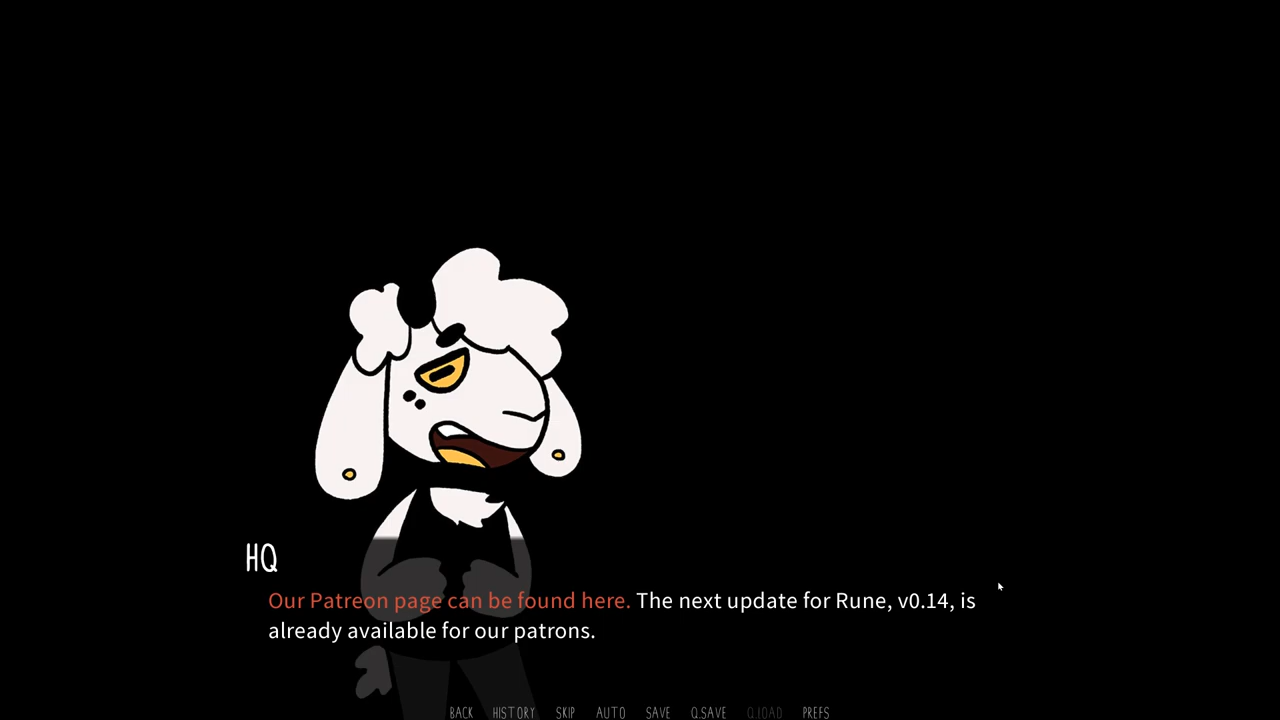 HQ
Our Patreon page can be found here. The next update for Rune, v0.14, is
already available for our patrons.
BACK HISTORY SKIP AUTO SAVE Q.SAVE Q.LOAD PREFS